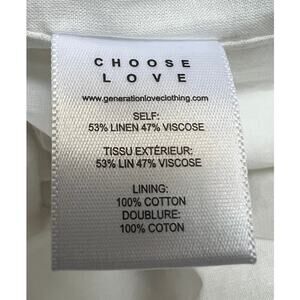 CHOOSE
LOVE
www.generationloveclothing.com
SELF:
53% LINEN 47% VISCOSE
TISSU EXTÉRIEUR:
53% LIN 47% VISCOSE
LINING:
100% COTTON
DOUBLURE:
100% COTON